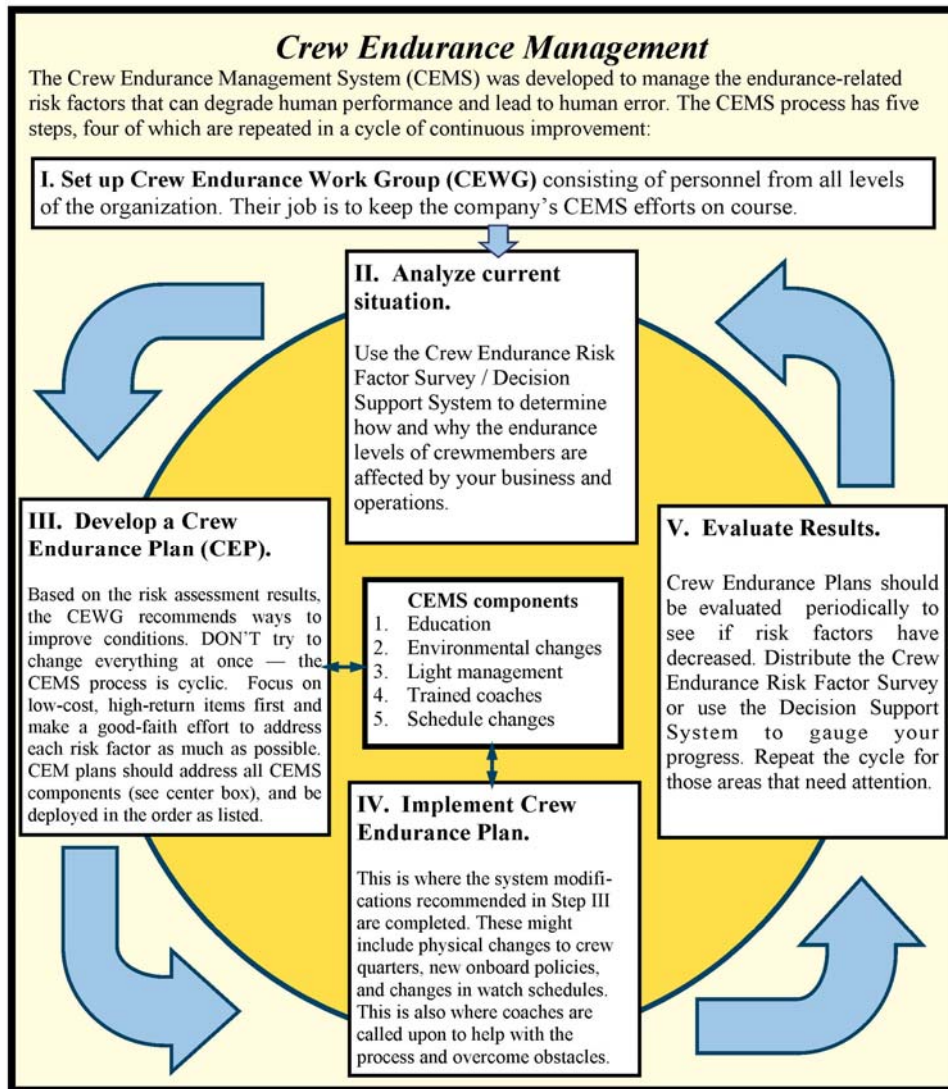 Crew Endurance Management
The Crew Endurance Management System (CEMS) was developed to manage the endurance-related
risk factors that can degrade human performance and lead to human error. The CEMS process has five
steps, four of which are repeated in a cycle of continuous improvement:
I. Set up Crew Endurance Work Group (CEWG) consisting of personnel from all levels
of the organization. Their job is to keep the company's CEMS efforts on course.
II. Analyze current
situation.
Use the Crew Endurance Risk
Factor Survey / Decision
Support System to determine
how and why the endurance
levels of crewmembers are
affected by your business and
operations.
III. Develop a Crew
Endurance Plan (CEP).
Based on the risk assessment results,
the CEWG recommends ways to
improve conditions. DON'T try to
change everything at once — the
CEMS process is cyclic. Focus on
low-cost, high-return items first and
make a good-faith effort to address
each risk factor as much as possible.
CEM plans should address all CEMS
components (see center box), and be
deployed in the order as listed.
CEMS components
1. Education
2. Environmental changes
3. Light management
4. Trained coaches
5. Schedule changes
IV. Implement Crew
Endurance Plan.
This is where the system modifi-
cations recommended in Step III
are completed. These might
include physical changes to crew
quarters, new onboard policies,
and changes in watch schedules.
This is also where coaches are
called upon to help with the
process and overcome obstacles.
V. Evaluate Results.
Crew Endurance Plans should
be evaluated periodically to
see if risk factors have
decreased. Distribute the Crew
Endurance Risk Factor Survey
or use the Decision Support
System to gauge your
progress. Repeat the cycle for
those areas that need attention.